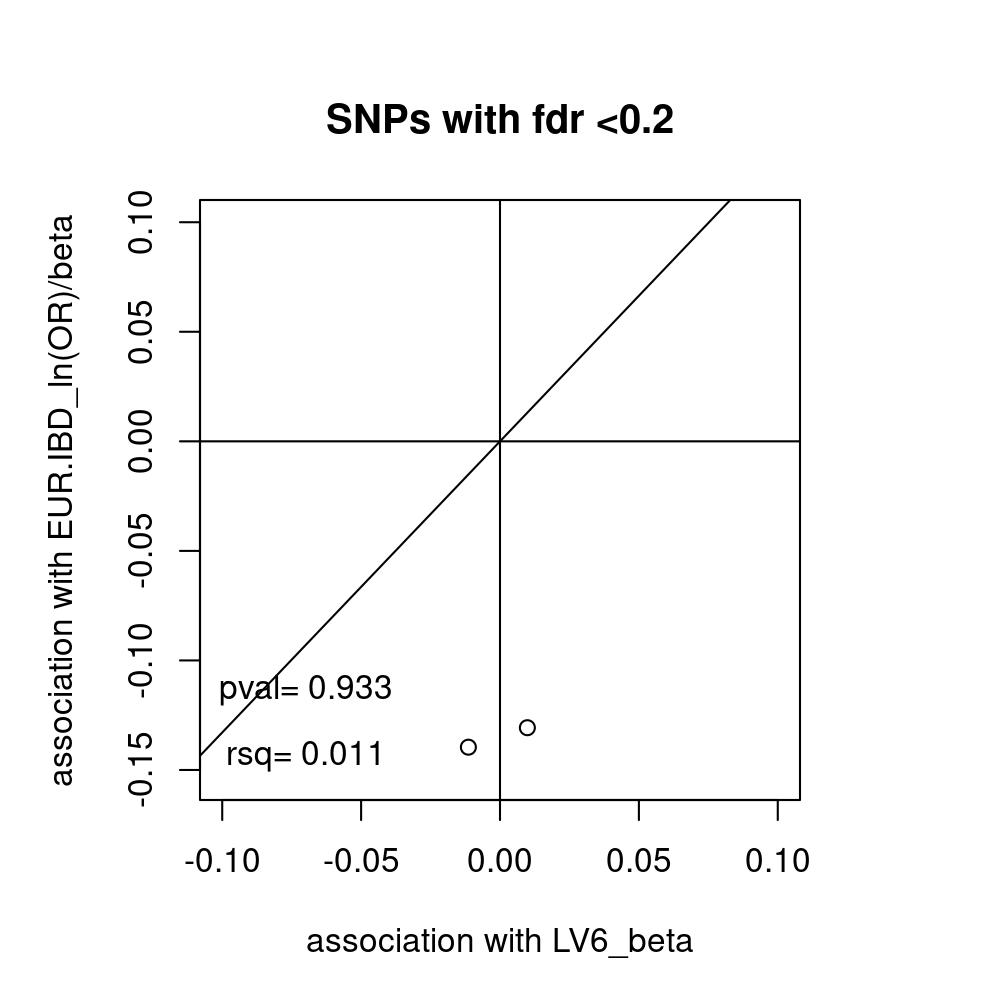 SNPs with fdr <0.2
association with EUR.IBD_ln(OR)/beta
0.10
0.05
0.00
-0.05
-0.10
-0.15
pval= 0.933
rsq= 0.011
-0.10
-0.05
0.00
0.05
0.10
association with LV6_beta